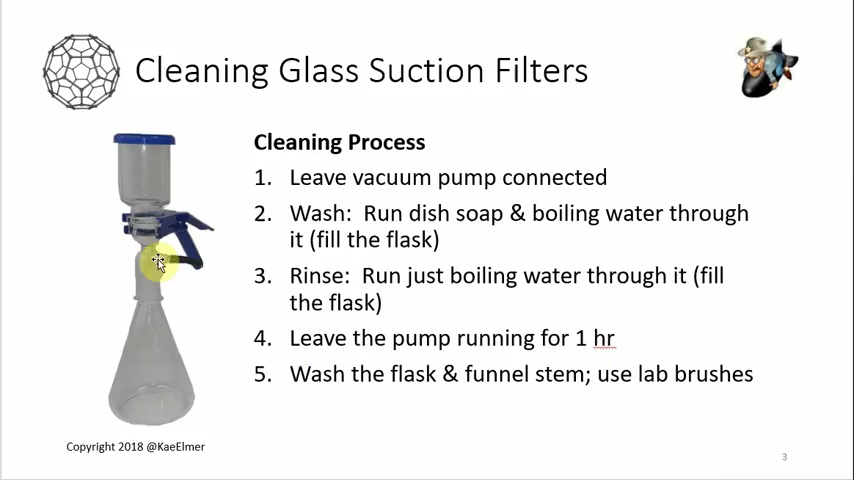 Cleaning Glass Suction Filters
Cleaning Process
1. Leave vacuum pump connected
2. Wash: Run dish soap & boiling water through
it (fill the flask)
3. Rinse: Run just boiling water through it (fill
the flask)
4. Leave the pump running for 1 hr
5. Wash the flask & funnel stem; use lab brushes
Copyright 2018 @KaeElmer
3